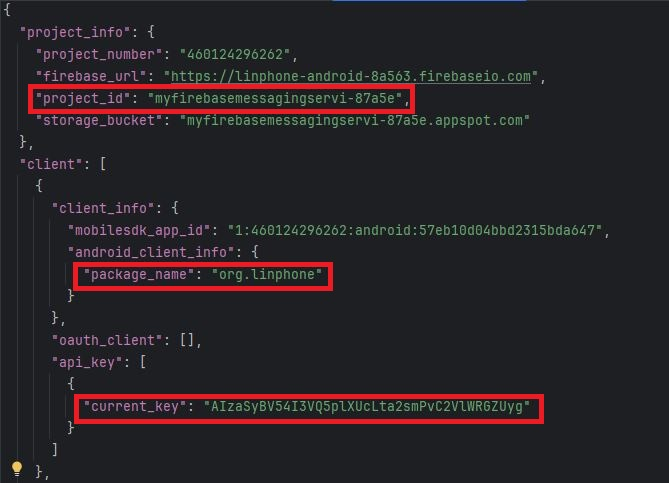 {
"project_info": {
"project_number": "460124296262",
"firebase_url": "https://linphone-android-8a563.firebaseio.com",
"project_id": "myfirebasemessagingservi-87a5e",
"storage_bucket": "myfirebasemessagingservi-87a5e.appspot.com"
},
"client": [
{
"client_info": {
"mobilesdk_app_id": "1:460124296262:android:57eb10d04bbd2315bda647",
"android_client_info": {
"package_name": "org.linphone"
}
},
"oauth_client": [],
"api_key": [
{
"current_key": "AIzaSyBV54I3VQ5plXUcLta2smPvC2VlWRGZUyg"
}
]
},